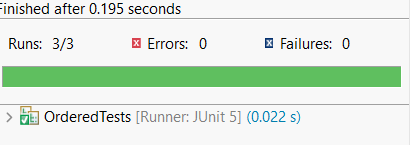 Finished after 0.195 seconds
Runs: 3/3 Errors: 0 Failures: 0
OrderedTests [Runner: JUnit 5] (0.022 s)